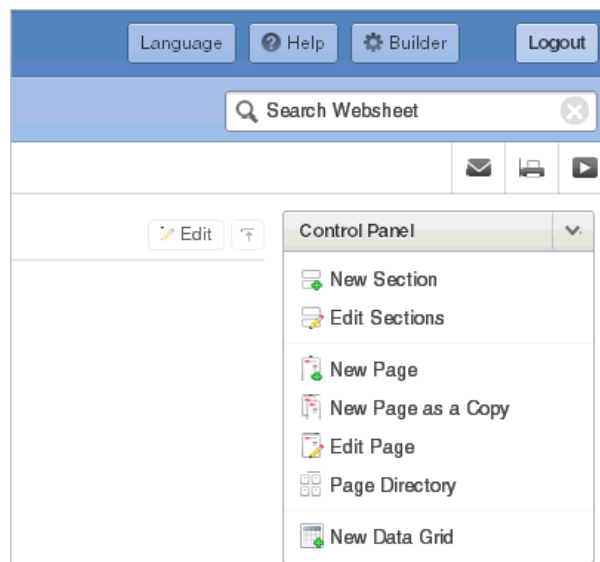 Language Help Builder Logout
Search Websheet
Edit
Control Panel
New Section
Edit Sections
New Page
New Page as a Copy
Edit Page
Page Directory
New Data Grid